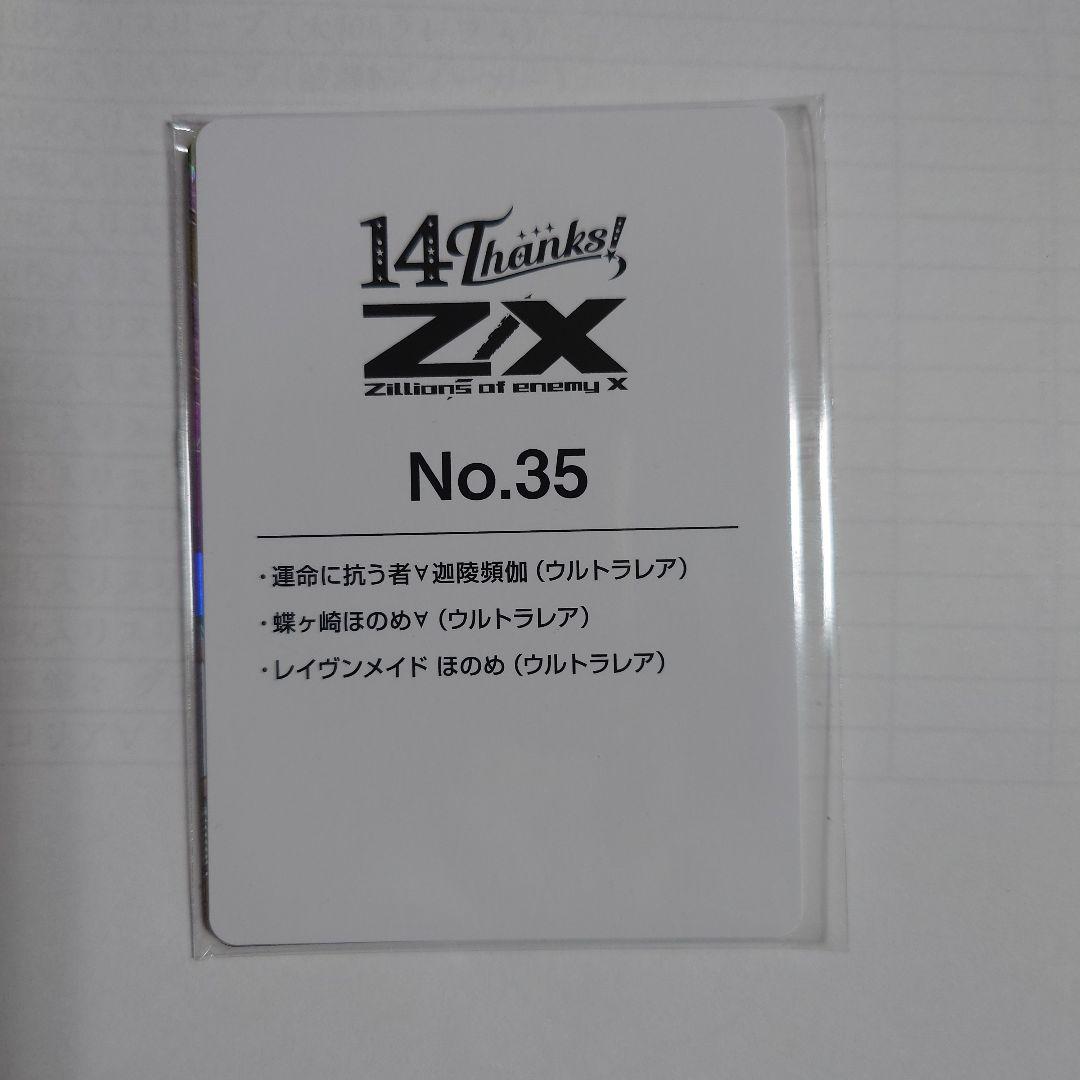 14 Thanks!
Z/X
Zillions of enemy X
No.35
・運命に抗う者∀迦陵頻伽(ウルトラレア)
・蝶ヶ崎ほのめ∀(ウルトラレア)
・レイヴンメイド ほのめ(ウルトラレア)